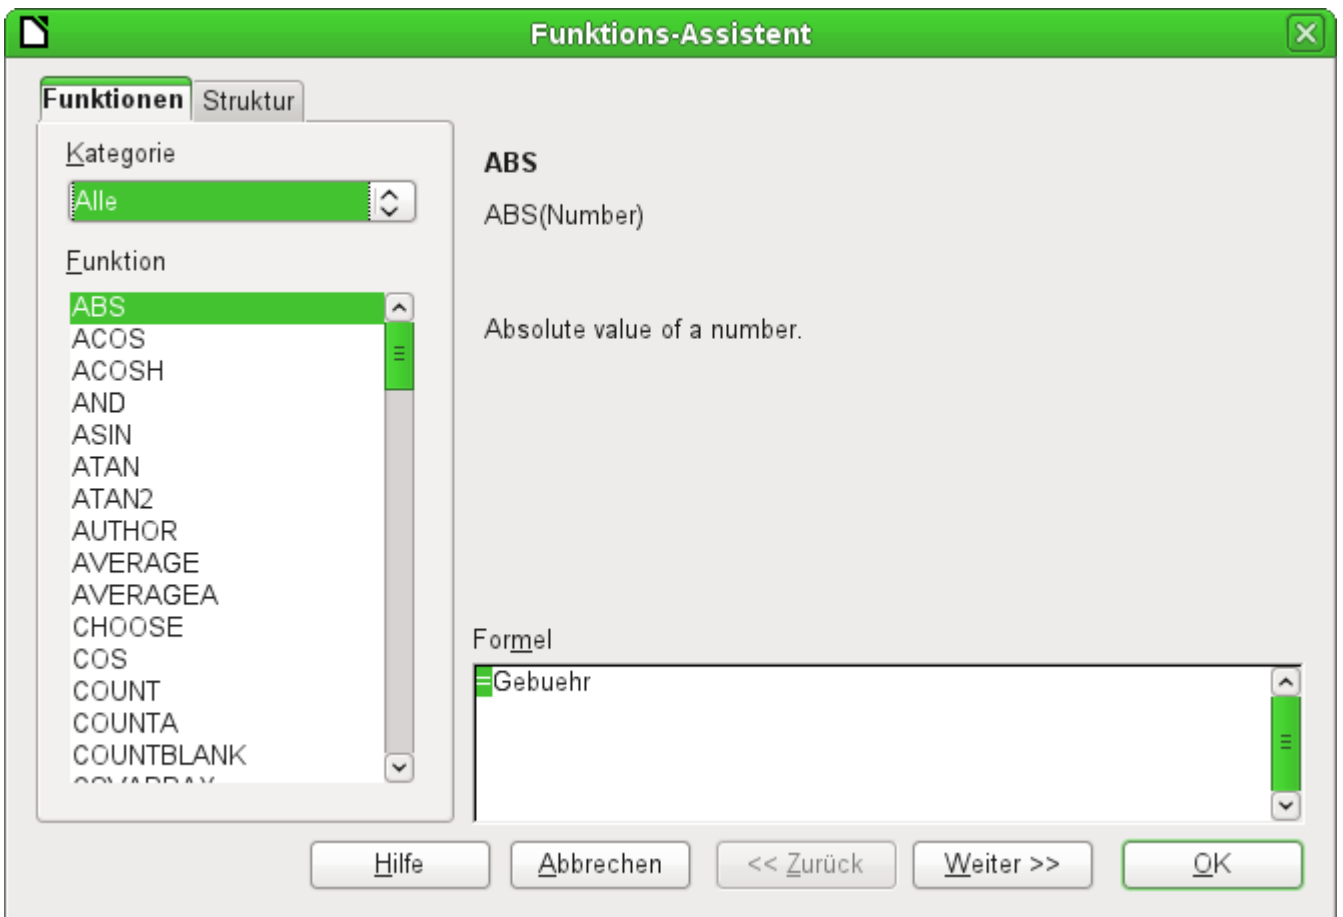 Funktions-Assistent
Funktionen Struktur
Kategorie
Alle
Funktion
ABS
ACOS
ACOSH
AND
ASIN
ATAN
ATAN2
AUTHOR
AVERAGE
AVERAGEA
CHOOSE
COS
COUNT
COUNTA
COUNTBLANK
ABS
ABS(Number)
Absolute value of a number.
Formel
=Gebuehr
Hilfe Abbrechen << Zurück Weiter >> OK